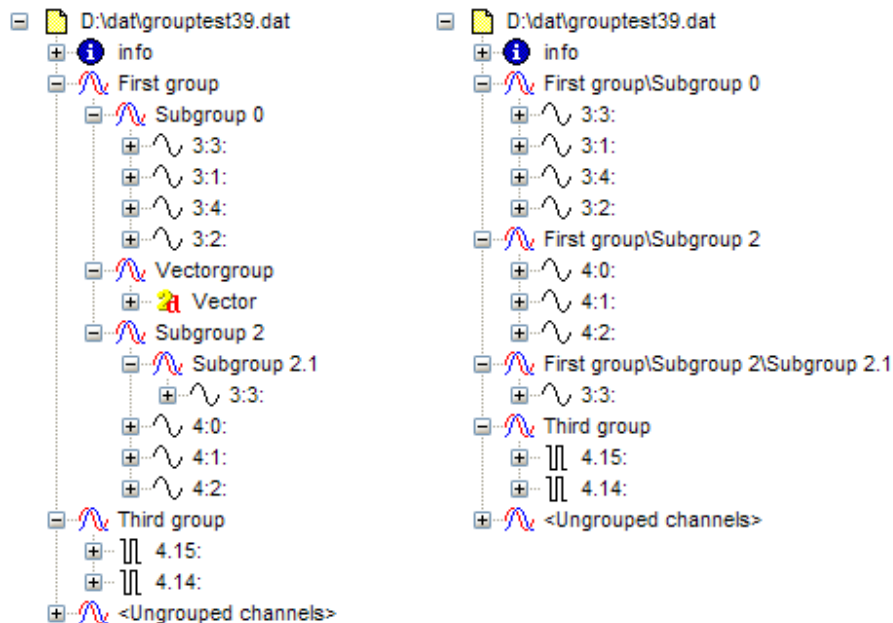 D:\dat\grouptest39.dat
info
First group
Subgroup 0
3:3:
3:1:
3:4:
3:2:
Vectorgroup
Vector
Subgroup 2
Subgroup 2.1
3:3:
4:0:
4:1:
4:2:
Third group
4.15:
4.14:
<Ungrouped channels>
D:\dat\grouptest39.dat
info
First group\Subgroup 0
3:3:
3:1:
3:4:
3:2:
First group\Subgroup 2
4:0:
4:1:
4:2:
First group\Subgroup 2\Subgroup 2.1
3:3:
Third group
4.15:
4.14:
<Ungrouped channels>